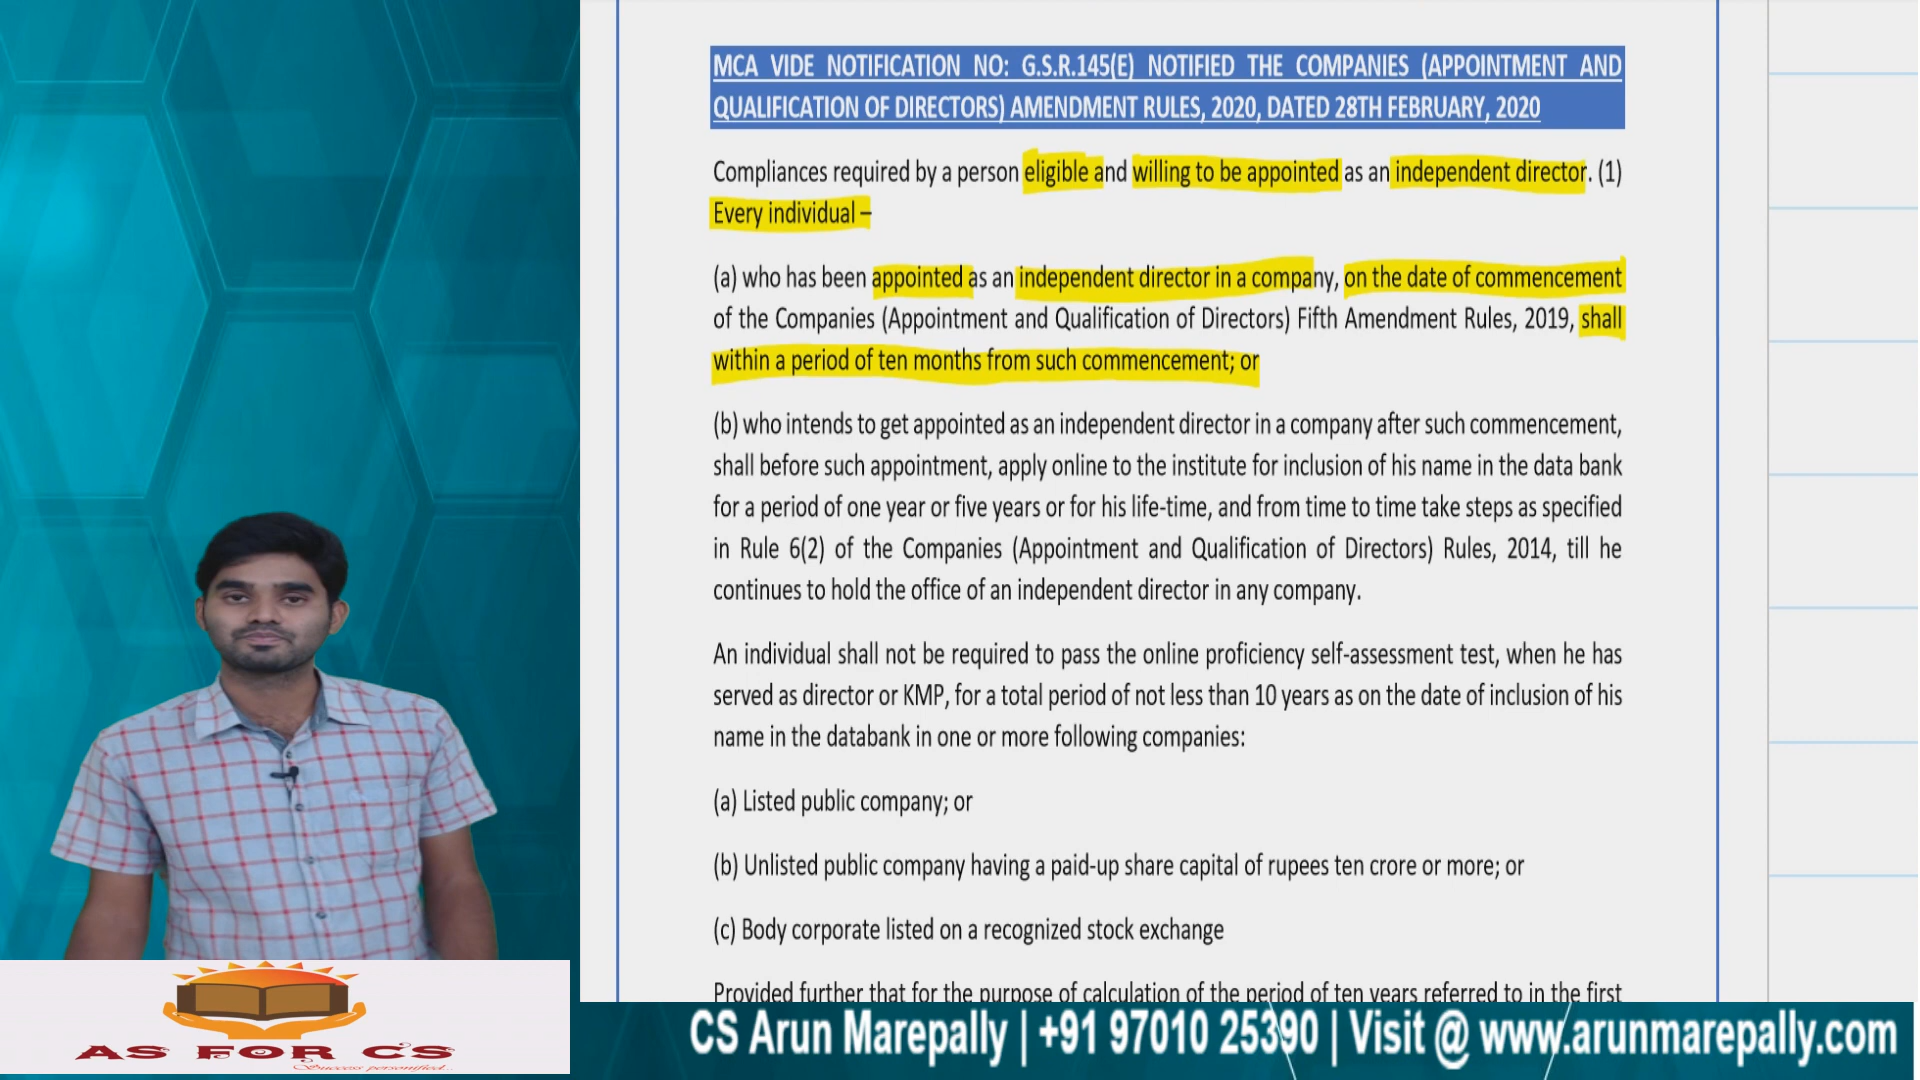 MCA VIDE NOTIFICATION NO: G.S.R.145(E) NOTIFIED THE COMPANIES (APPOINTMENT AND
QUALIFICATION OF DIRECTORS) AMENDMENT RULES, 2020, DATED 28TH FEBRUARY, 2020
Compliances required by a person eligible and willing to be appointed as an independent director. (1)
Every individual –
(a) who has been appointed as an independent director in a company, on the date of commencement
of the Companies (Appointment and Qualification of Directors) Fifth Amendment Rules, 2019, shall
within a period of ten months from such commencement; or
(b) who intends to get appointed as an independent director in a company after such commencement,
shall before such appointment, apply online to the institute for inclusion of his name in the data bank
for a period of one year or five years or for his life-time, and from time to time take steps as specified
in Rule 6(2) of the Companies (Appointment and Qualification of Directors) Rules, 2014, till he
continues to hold the office of an independent director in any company.
An individual shall not be required to pass the online proficiency self-assessment test, when he has
served as director or KMP, for a total period of not less than 10 years as on the date of inclusion of his
name in the databank in one or more following companies:
(a) Listed public company; or
(b) Unlisted public company having a paid-up share capital of rupees ten crore or more; or
(c) Body corporate listed on a recognized stock exchange
Provided further that for the purpose of calculation of the period of ten years referred to in the first
AS FOR CS
Success personified...
CS Arun Marepally | +91 97010 25390 | Visit @ www.arunmarepally.com